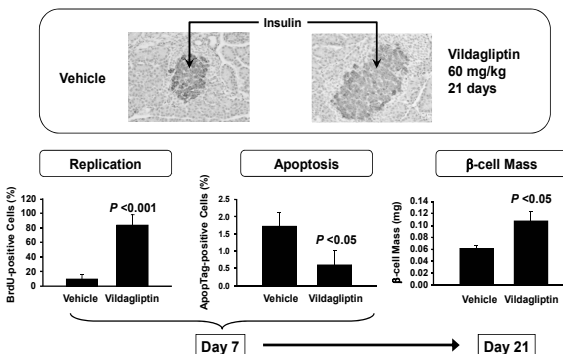 Insulin
Vehicle
Vildagliptin
60 mg/kg
21 days
Replication
Apoptosis
β-cell Mass
BrdU-positive Cells (%)
120
100
80
60
40
20
0
P <0.001
Vehicle Vildagliptin
ApopTag-positive Cells (%)
2.5
2.0
1.5
1.0
0.5
0.0
P <0.05
Vehicle Vildagliptin
β-cell Mass (mg)
0.16
0.14
0.12
0.10
0.08
0.06
0.04
0.02
0.00
P <0.05
Vehicle Vildagliptin
Day 7
Day 21